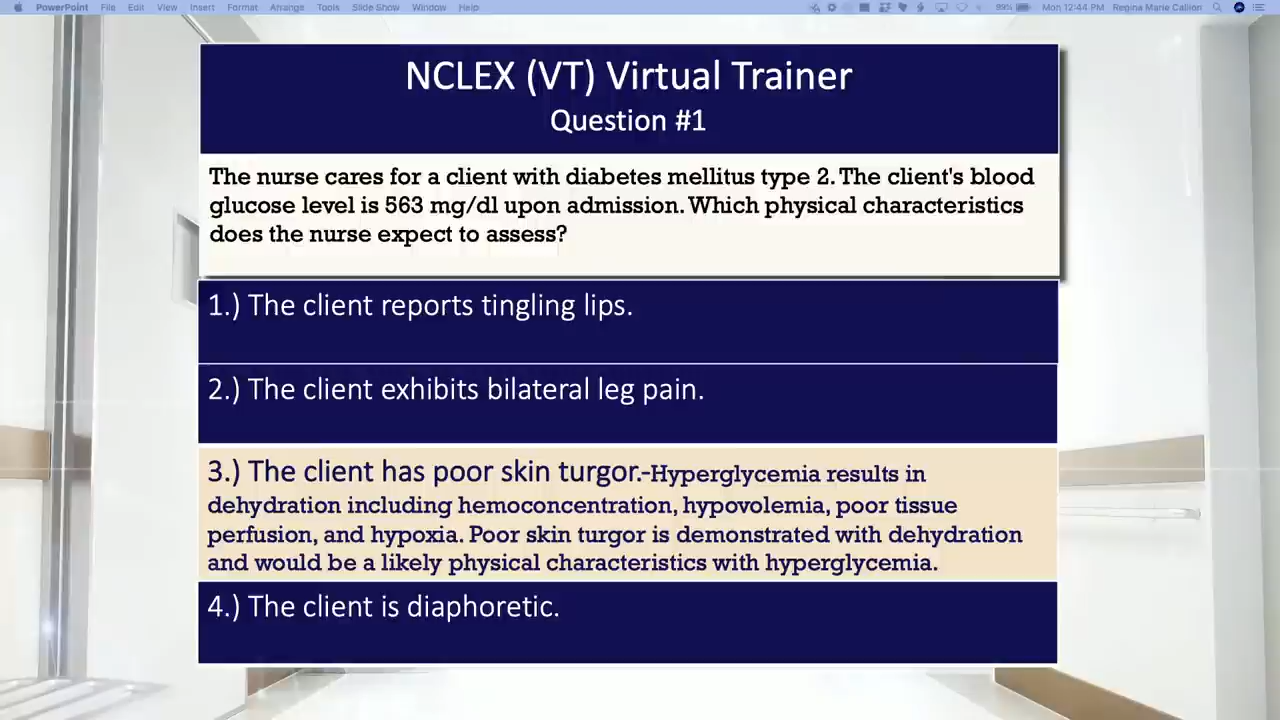 PowerPoint File Edit View Insert Format Arrange Tools Slide Show Window Help 89% Mon 12:44 PM Regina Marie Callion
NCLEX (VT) Virtual Trainer
Question #1
The nurse cares for a client with diabetes mellitus type 2. The client's blood
glucose level is 563 mg/dl upon admission. Which physical characteristics
does the nurse expect to assess?
1.) The client reports tingling lips.
2.) The client exhibits bilateral leg pain.
3.) The client has poor skin turgor.-Hyperglycemia results in
dehydration including hemoconcentration, hypovolemia, poor tissue
perfusion, and hypoxia. Poor skin turgor is demonstrated with dehydration
and would be a likely physical characteristics with hyperglycemia.
4.) The client is diaphoretic.